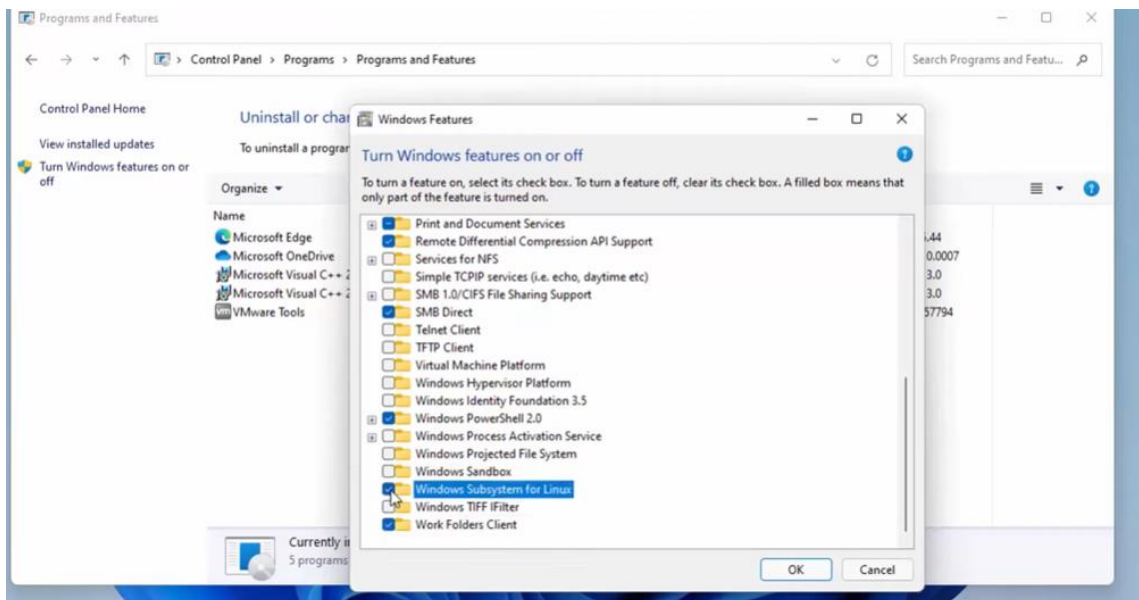 Programs and Features
Control Panel > Programs > Programs and Features
Search Programs and Featu...
Control Panel Home
View installed updates
Turn Windows features on or
off
Uninstall or chan
To uninstall a program
Organize
Name
Microsoft Edge
Microsoft OneDrive
Microsoft Visual C++ 2
Microsoft Visual C++ 2
VMware Tools
.44
0.0007
3.0
3.0
57794
Currently in
5 programs
Windows Features
Turn Windows features on or off
To turn a feature on, select its check box. To turn a feature off, clear its check box. A filled box means that
only part of the feature is turned on.
Print and Document Services
Remote Differential Compression API Support
Services for NFS
Simple TCPIP services (i.e. echo, daytime etc)
SMB 1.0/CIFS File Sharing Support
SMB Direct
Telnet Client
TFTP Client
Virtual Machine Platform
Windows Hypervisor Platform
Windows Identity Foundation 3.5
Windows PowerShell 2.0
Windows Process Activation Service
Windows Projected File System
Windows Sandbox
Windows Subsystem for Linux
Windows TIFF IFilter
Work Folders Client
OK
Cancel